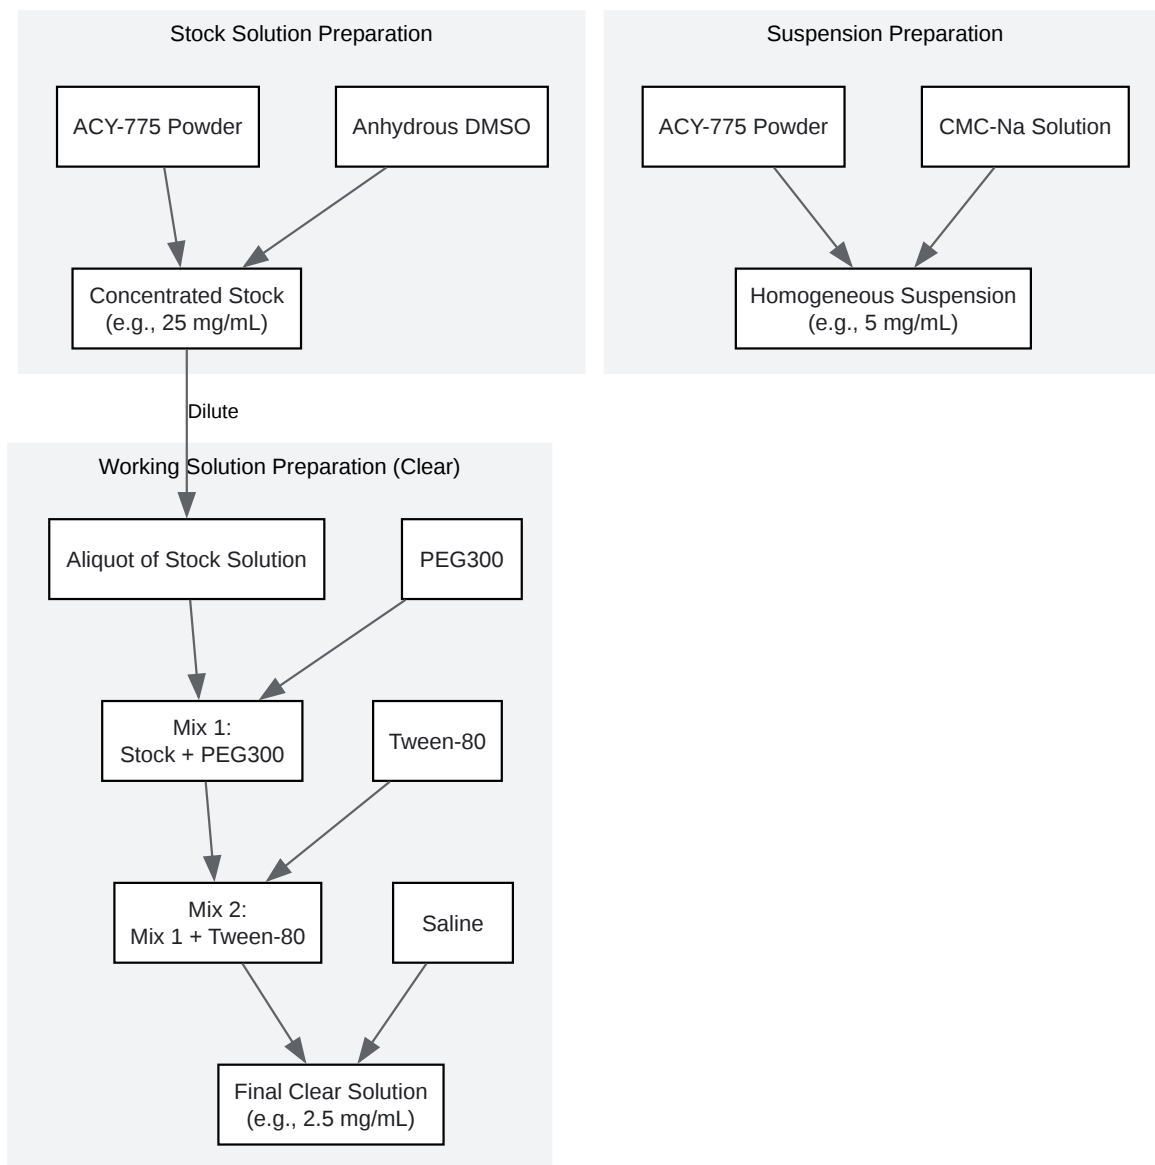 Stock Solution Preparation
ACY-775 Powder
Anhydrous DMSO
Concentrated Stock
(e.g., 25 mg/mL)
Suspension Preparation
ACY-775 Powder
CMC-Na Solution
Homogeneous Suspension
(e.g., 5 mg/mL)
Dilute
Working Solution Preparation (Clear)
Aliquot of Stock Solution
PEG300
Mix 1:
Stock + PEG300
Tween-80
Mix 2:
Mix 1 + Tween-80
Saline
Final Clear Solution
(e.g., 2.5 mg/mL)